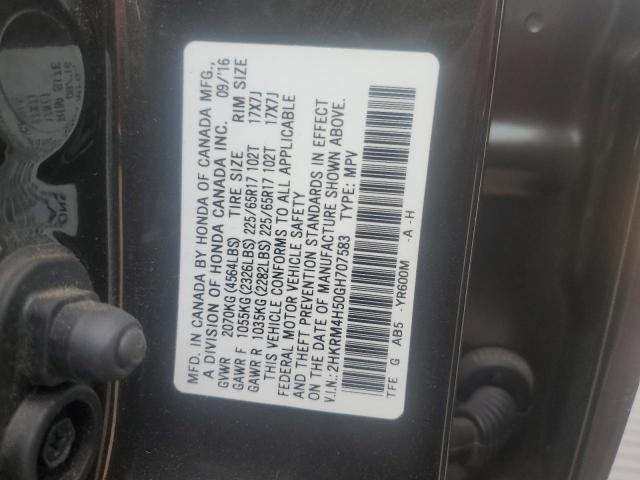 MFD. IN CANADA BY HONDA OF CANADA MFG.,
A DIVISION OF HONDA CANADA INC. 09/'16
GVWR 2070KG (4564LBS) TIRE SIZE RIM SIZE
GAWR F 1055KG (2326LBS) 225/65R17 102T 17X7J
GAWR R 1035KG (2282LBS) 225/65R17 102T 17X7J
THIS VEHICLE CONFORMS TO ALL APPLICABLE
FEDERAL MOTOR VEHICLE SAFETY
AND THEFT PREVENTION STANDARDS IN EFFECT
ON THE DATE OF MANUFACTURE SHOWN ABOVE.
V.I.N.:2HKRM4H50GH707583 TYPE: MPV
TFE G AB5 -YR600M -A -H